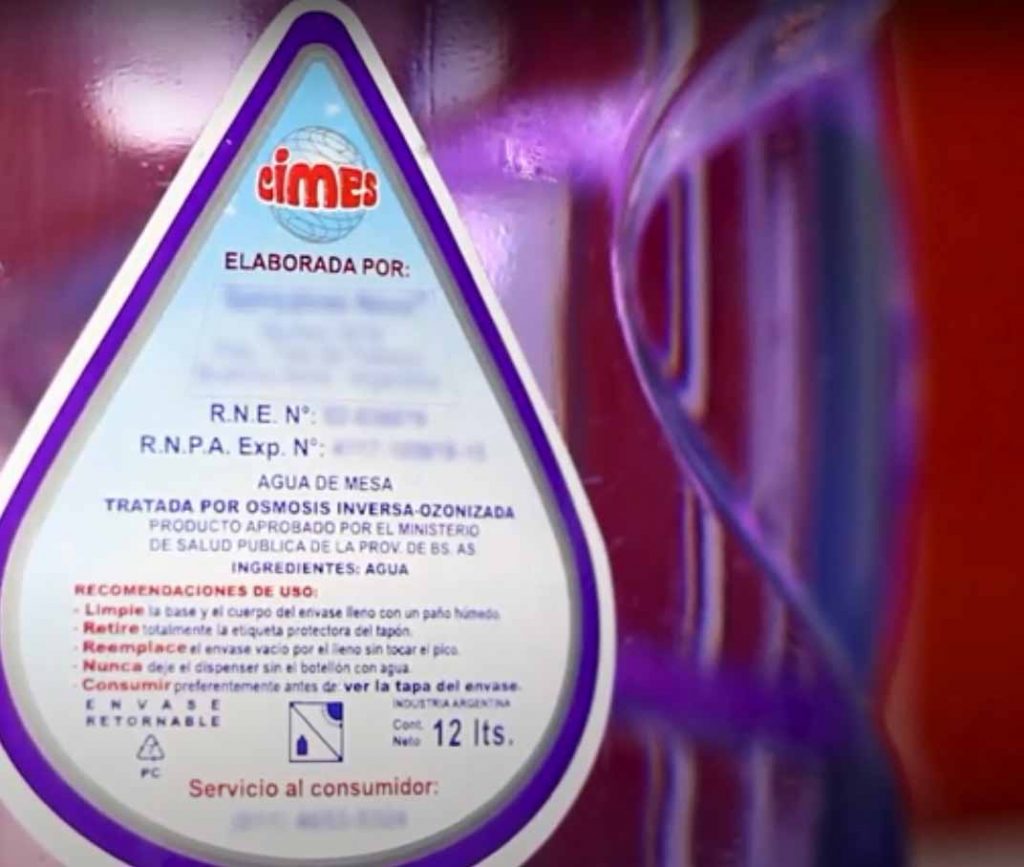 CIMES
ELABORADA POR:
R.N.E. N°:
R.N.P.A. Exp. N°:
AGUA DE MESA
TRATADA POR OSMOSIS INVERSA-OZONIZADA
PRODUCTO APROBADO POR EL MINISTERIO
DE SALUD PUBLICA DE LA PROV. DE BS. AS
INGREDIENTES: AGUA
RECOMENDACIONES DE USO:
- Limpie la base y el cuerpo del envase lleno con un paño húmedo.
- Retire totalmente la etiqueta protectora del tapón.
- Reemplace el envase vacío por el lleno sin tocar el pico.
- Nunca deje el dispenser sin el botellón con agua.
- Consumir preferentemente antes de: ver la tapa del envase.
ENVASE
RETORNABLE
PC
INDUSTRIA ARGENTINA
Cont.
Neto 12 lts.
Servicio al consumidor: